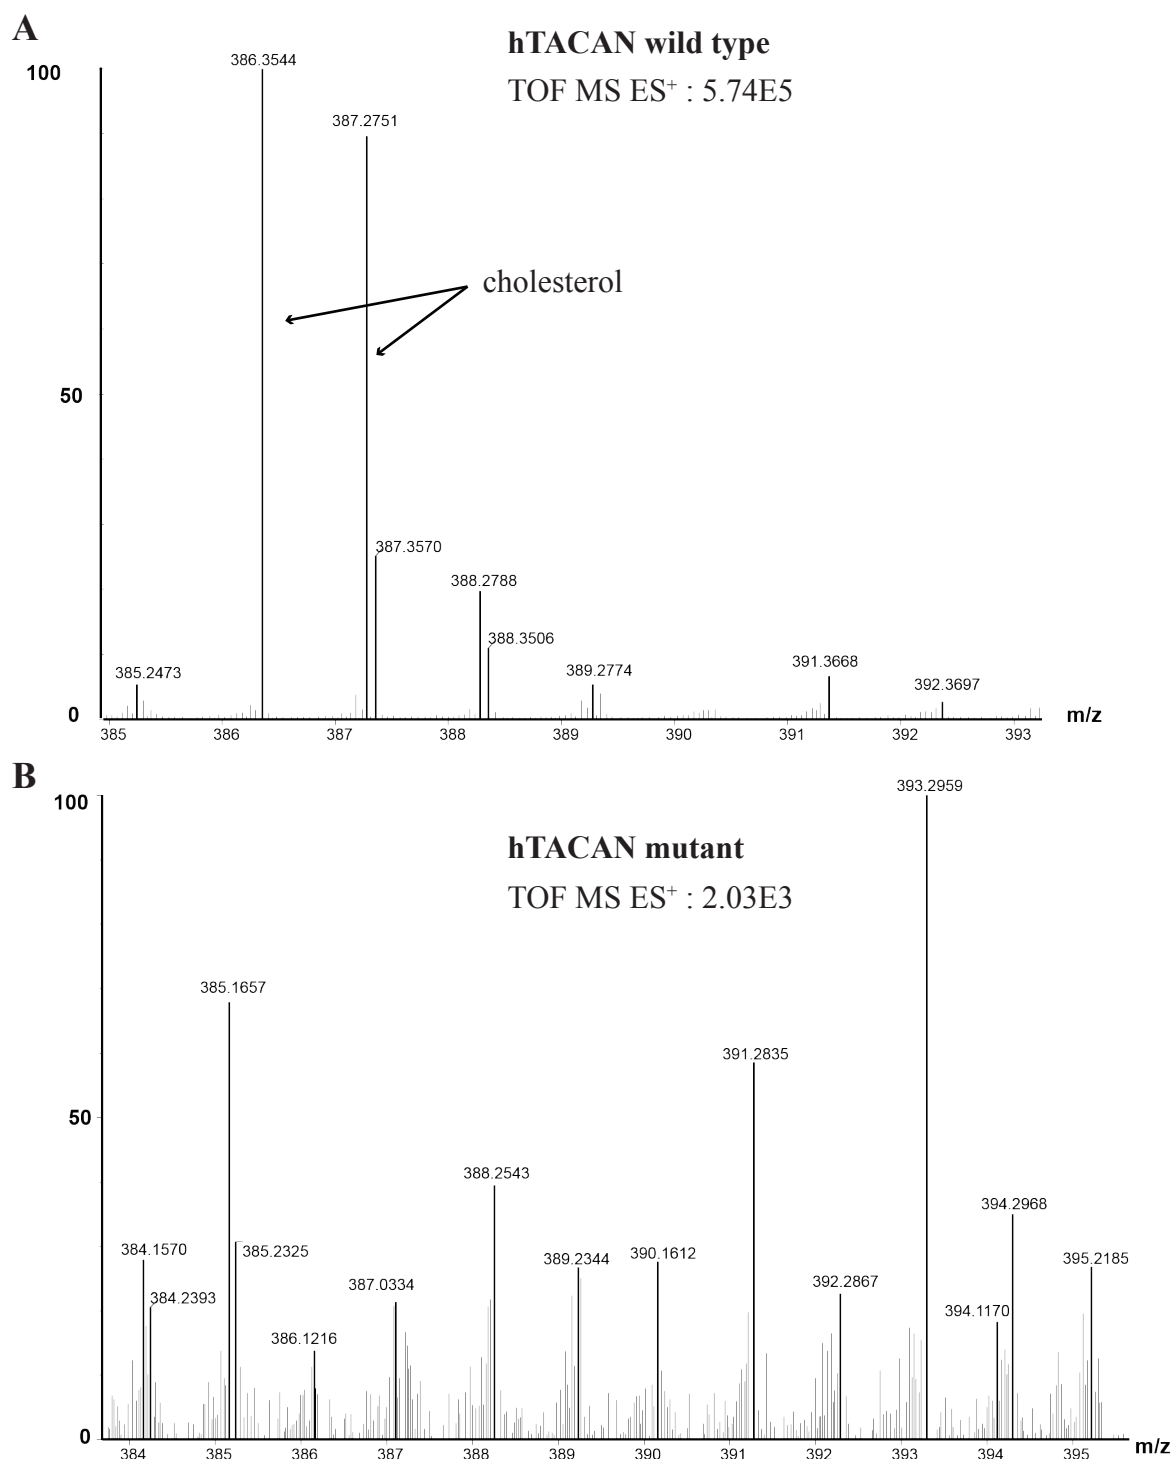 A
hTACAN wild type
TOF MS ES⁺ : 5.74E5
100
386.3544
387.2751
cholesterol
50
387.3570
388.2788
388.3506
385.2473
389.2774
391.3668
392.3697
0
m/z
385 386 387 388 389 390 391 392 393
B
100
393.2959
hTACAN mutant
TOF MS ES⁺ : 2.03E3
385.1657
391.2835
50
388.2543
394.2968
384.1570
385.2325
389.2344
390.1612
395.2185
384.2393
387.0334
392.2867
394.1170
386.1216
0
m/z
384 385 386 387 388 389 390 391 392 393 394 395